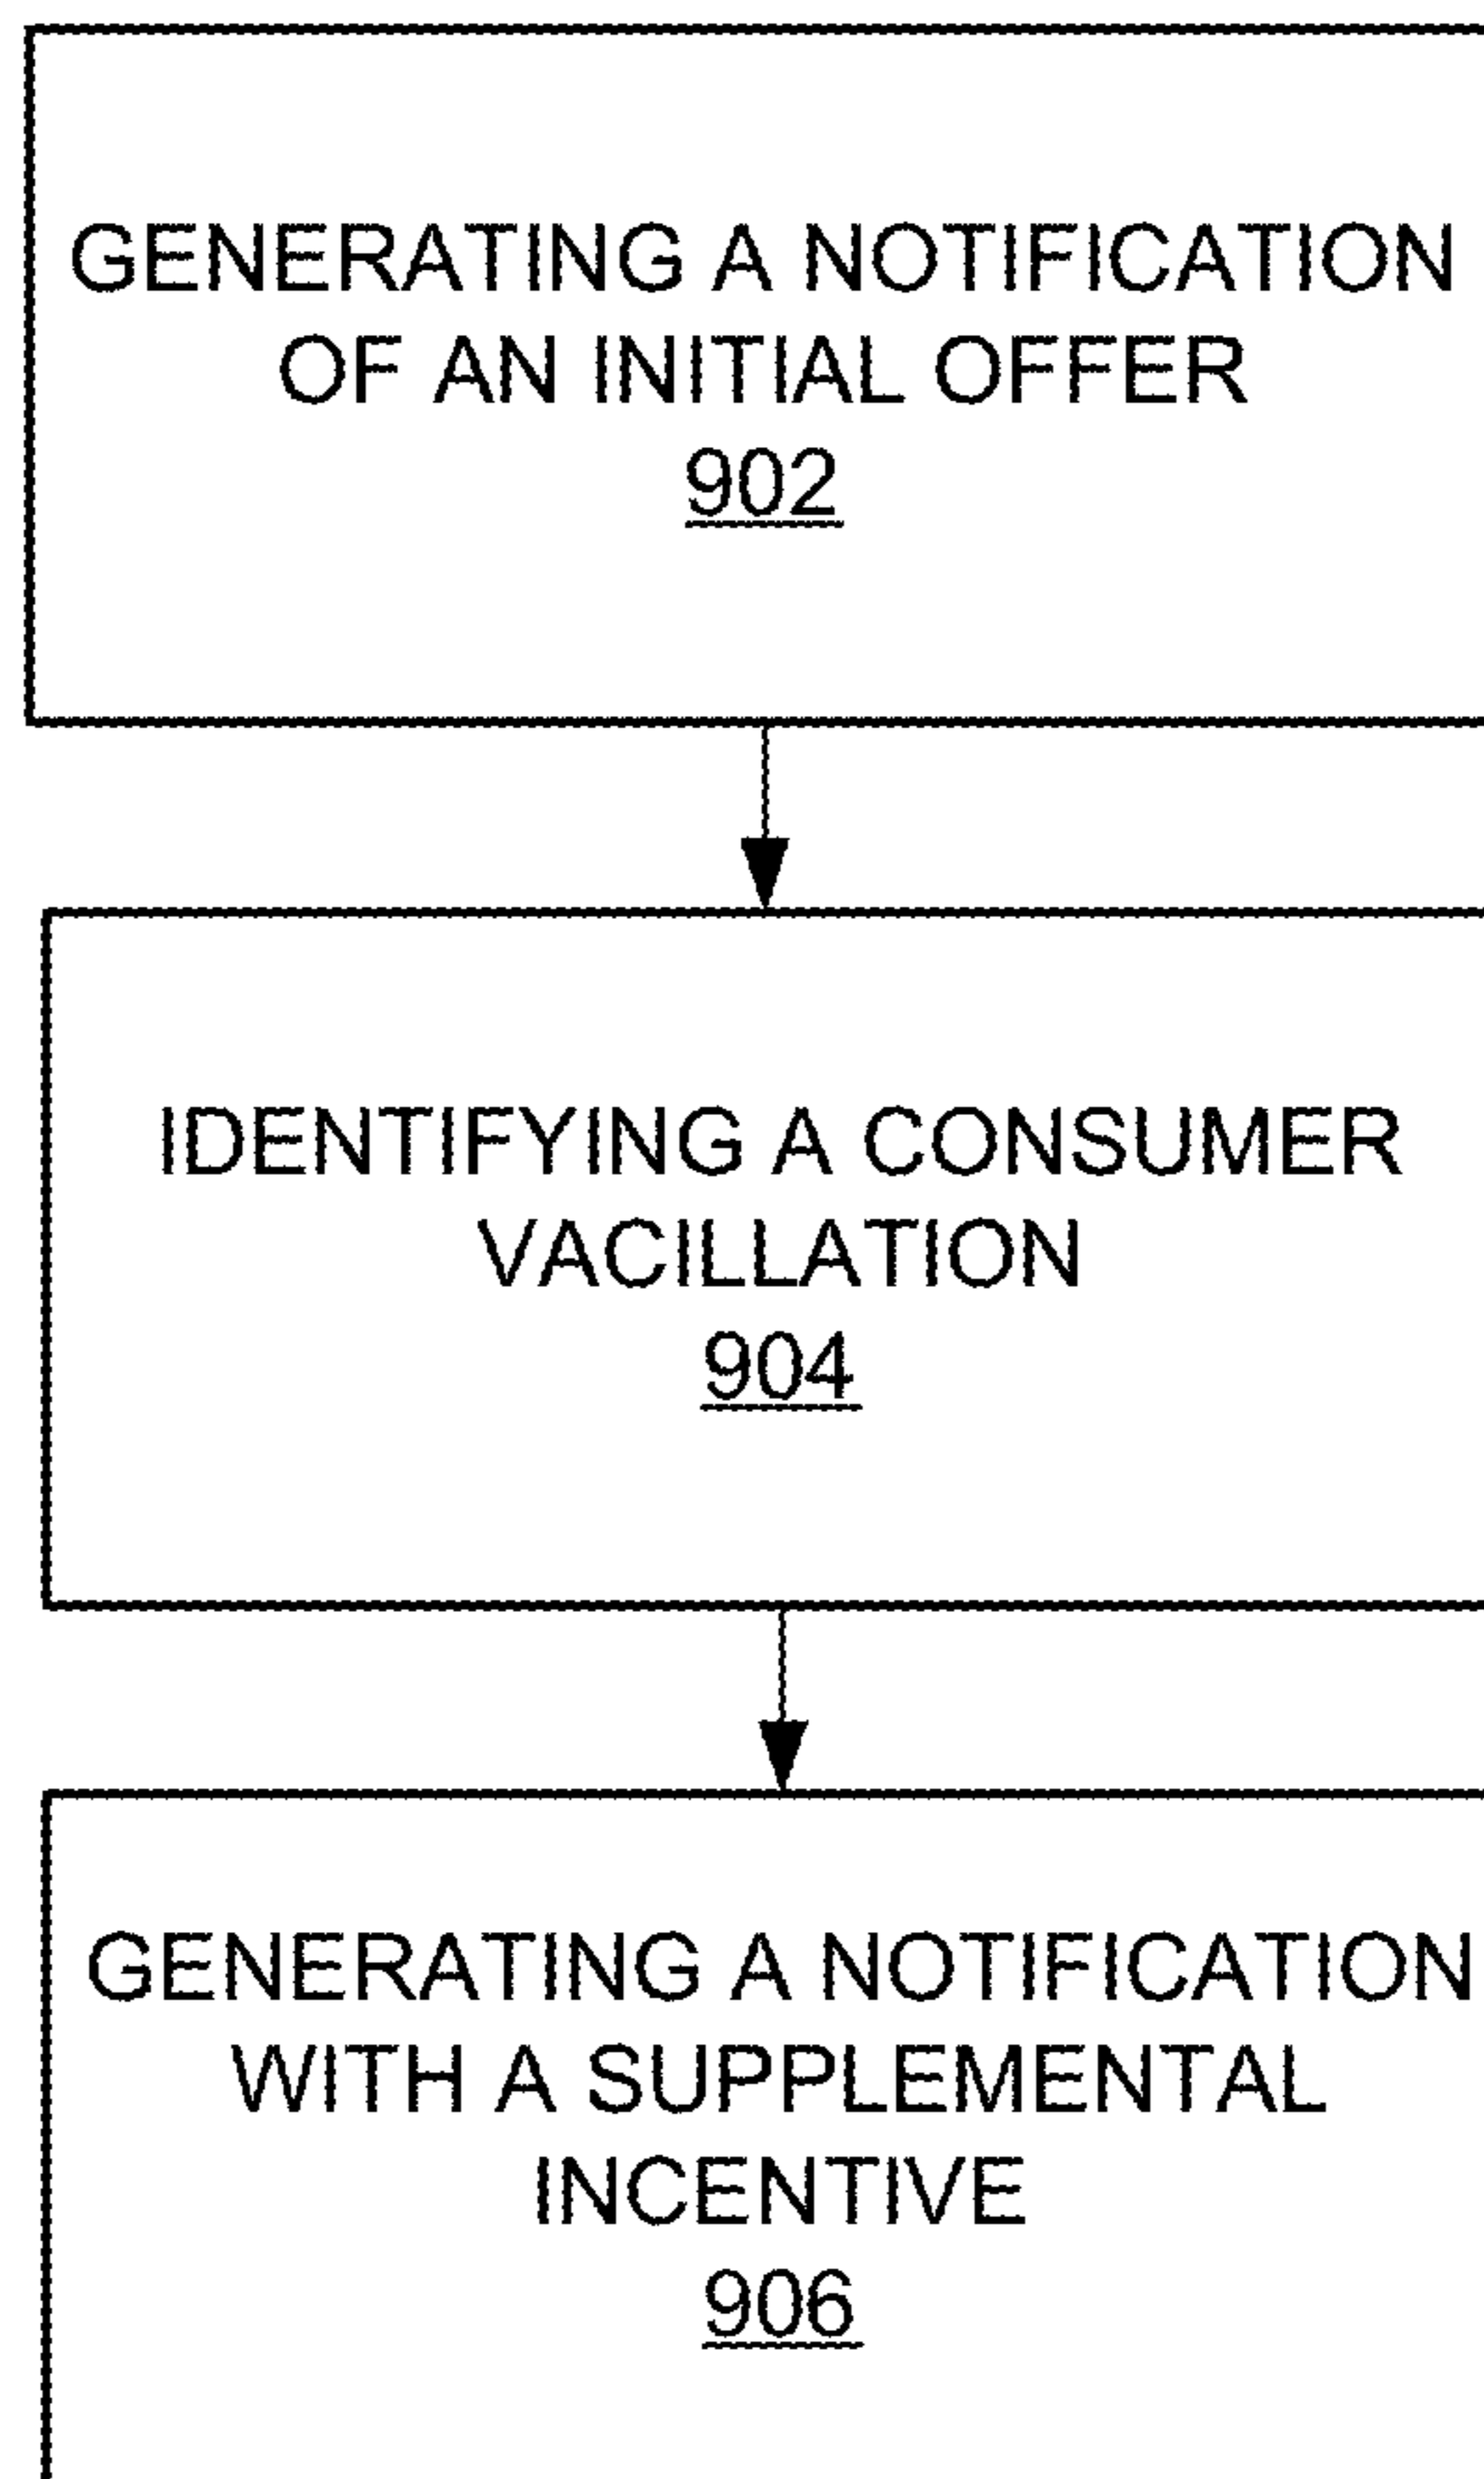 GENERATING A NOTIFICATION
OF AN INITIAL OFFER
902
IDENTIFYING A CONSUMER
VACILLATION
904
GENERATING A NOTIFICATION
WITH A SUPPLEMENTAL
INCENTIVE
906